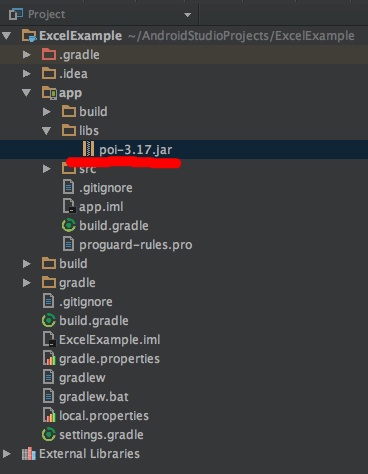 Project
ExcelExample ~/AndroidStudioProjects/ExcelExample
.gradle
.idea
app
build
libs
poi-3.17.jar
src
.gitignore
app.iml
build.gradle
proguard-rules.pro
build
gradle
.gitignore
build.gradle
ExcelExample.iml
gradle.properties
gradlew
gradlew.bat
local.properties
settings.gradle
External Libraries